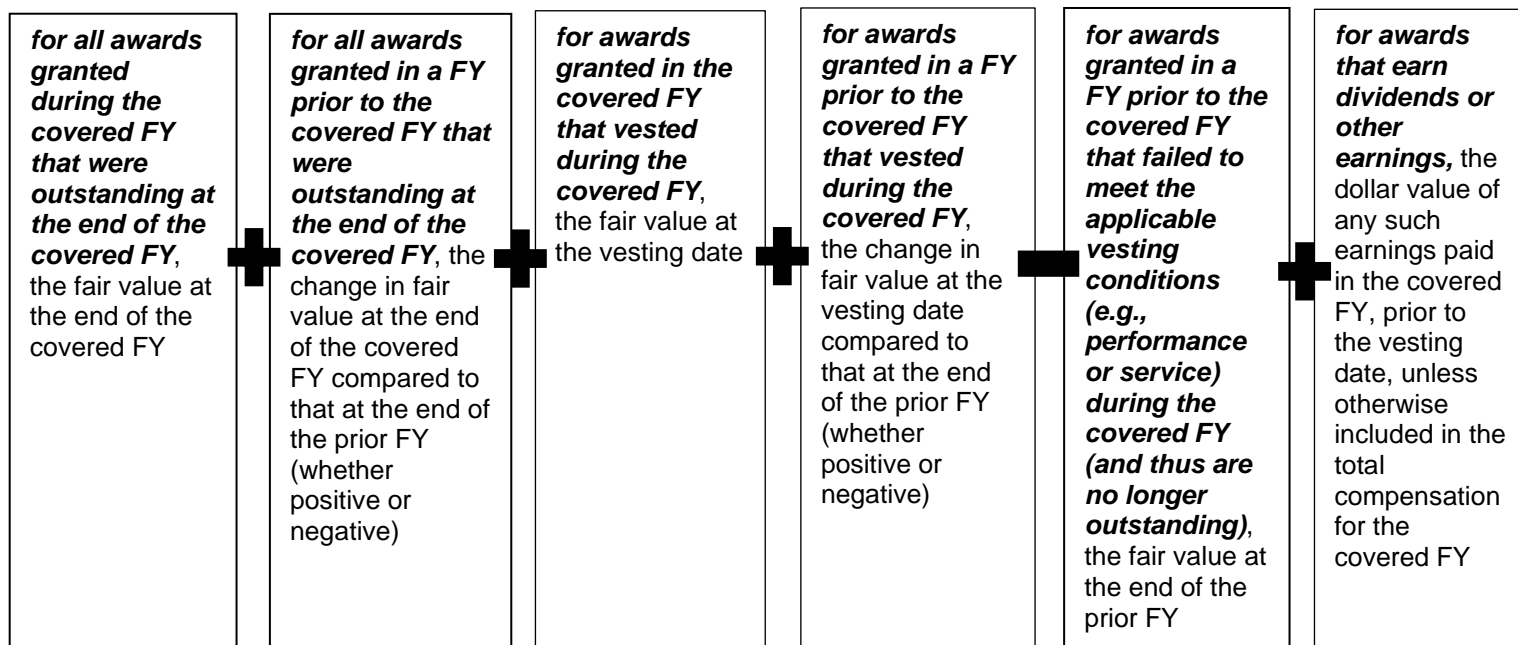 for all awards
granted
during the
covered FY
that were
outstanding at
the end of the
covered FY,
the fair value at
the end of the
covered FY
for all awards
granted in a FY
prior to the
covered FY that
were
outstanding at
the end of the
covered FY, the
change in fair
value at the end
of the covered
FY compared to
that at the end of
the prior FY
(whether
positive or
negative)
for awards
granted in the
covered FY
that vested
during the
covered FY,
the fair value at
the vesting date
for awards
granted in a FY
prior to the
covered FY
that vested
during the
covered FY,
the change in
fair value at the
vesting date
compared to
that at the end
of the prior FY
(whether
positive or
negative)
for awards
granted in a
FY prior to the
covered FY
that failed to
meet the
applicable
vesting
conditions
(e.g.,
performance
or service)
during the
covered FY
(and thus are
no longer
outstanding),
the fair value at
the end of the
prior FY
for awards
that earn
dividends or
other
earnings, the
dollar value of
any such
earnings paid
in the covered
FY, prior to
the vesting
date, unless
otherwise
included in the
total
compensation
for the
covered FY